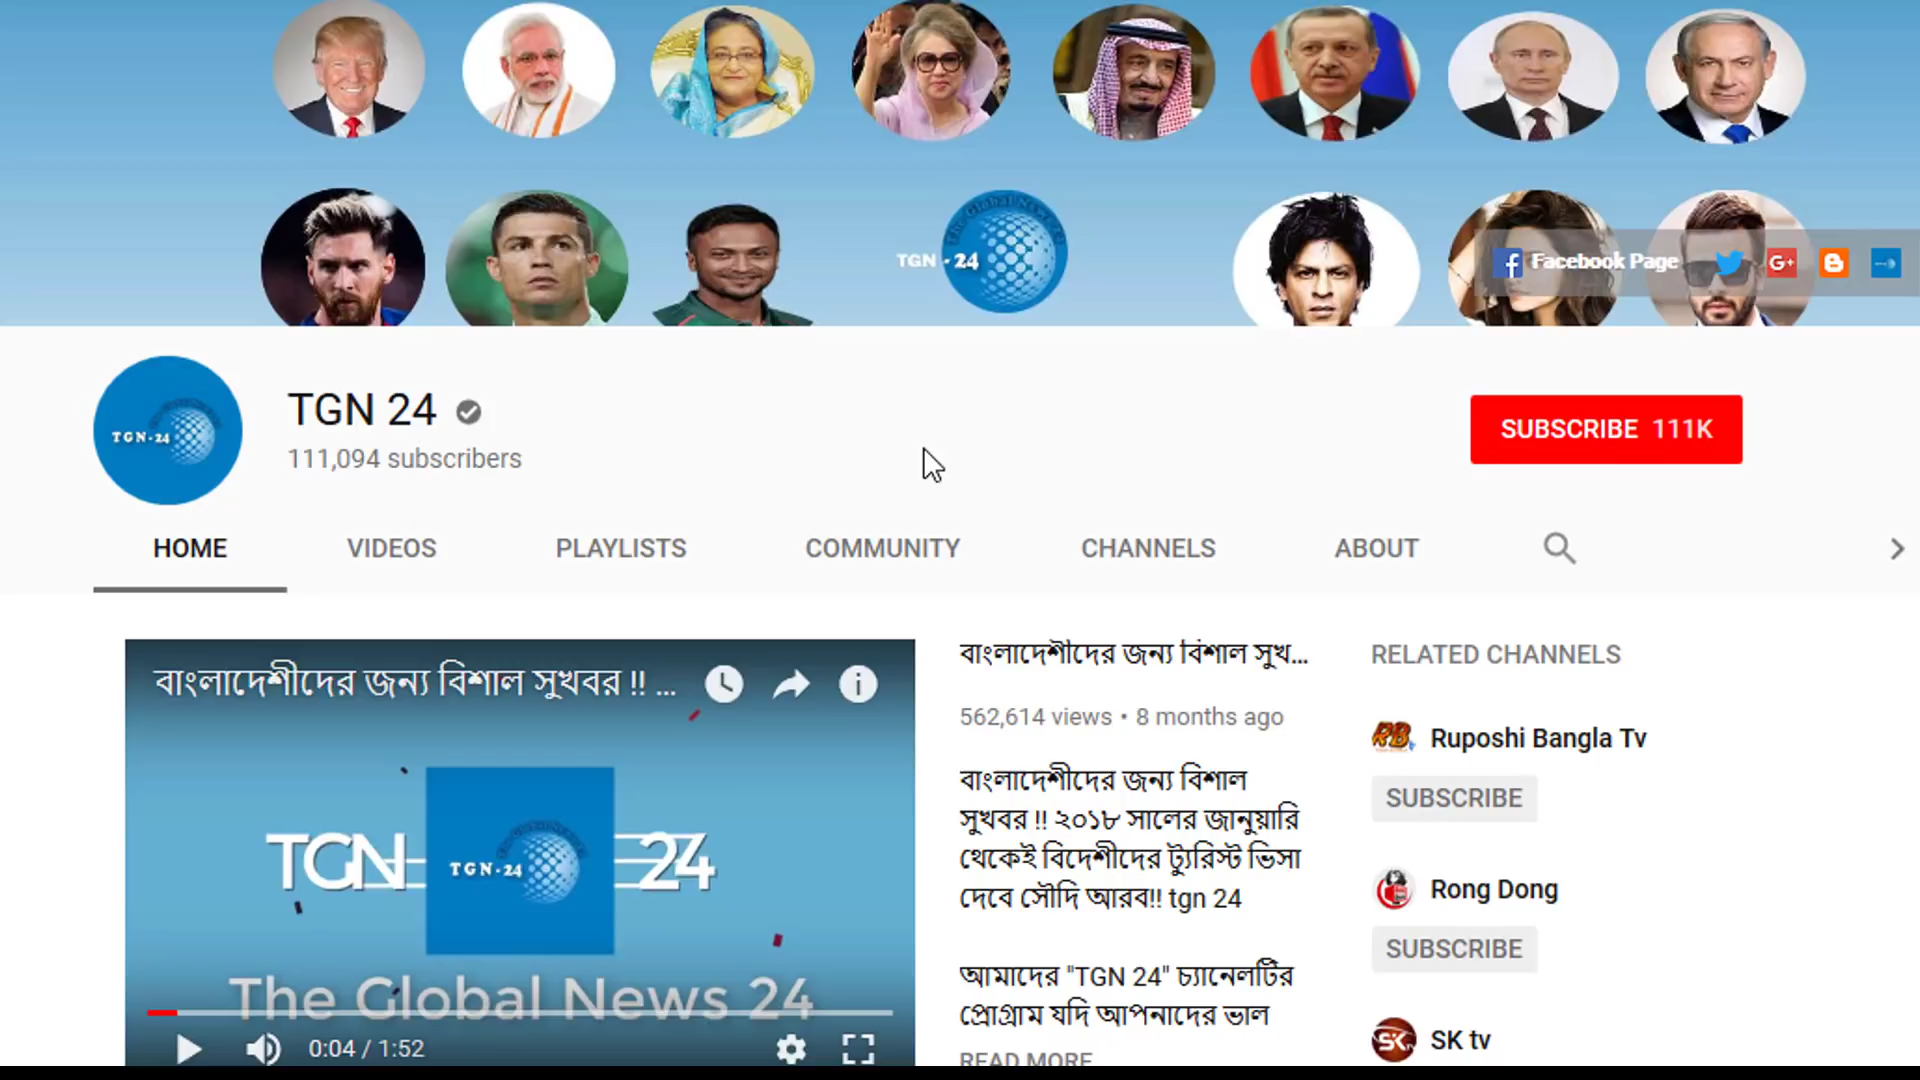 TGN - 24
Facebook Page
G+
TGN-24
TGN 24
111,094 subscribers
SUBSCRIBE 111K
HOME VIDEOS PLAYLISTS COMMUNITY CHANNELS ABOUT
বাংলাদেশীদের জন্য বিশাল সুখবর !! ...
TGN TGN-24 24
The Global News 24
0:04 / 1:52
বাংলাদেশীদের জন্য বিশাল সুখ...
562,614 views • 8 months ago
বাংলাদেশীদের জন্য বিশাল
সুখবর !! ২০১৮ সালের জানুয়ারি
থেকেই বিদেশীদের ট্যুরিস্ট ভিসা
দেবে সৌদি আরব!! tgn 24
আমাদের "TGN 24" চ্যানেলটির
প্রোগ্রাম যদি আপনাদের ভাল
READ MORE
RELATED CHANNELS
Ruposhi Bangla Tv
SUBSCRIBE
Rong Dong
SUBSCRIBE
SK tv